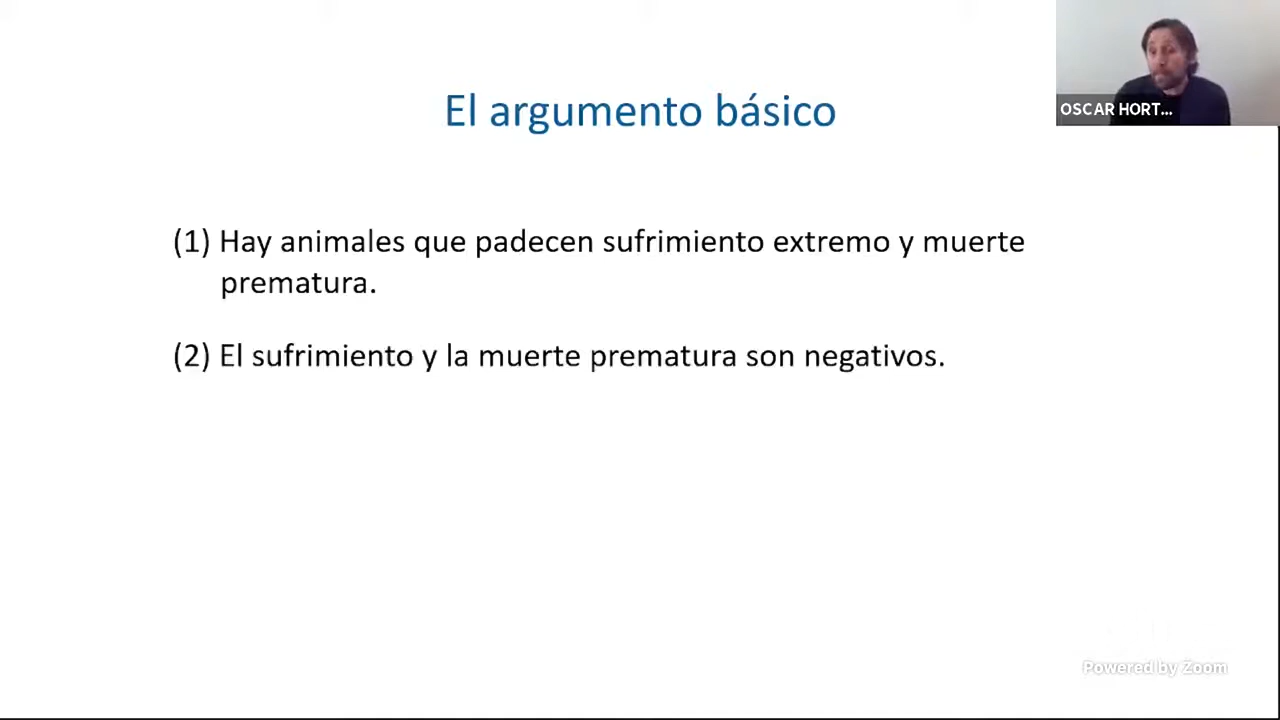 El argumento básico
OSCAR HORT...
(1) Hay animales que padecen sufrimiento extremo y muerte
prematura.
(2) El sufrimiento y la muerte prematura son negativos.
Powered by Zoom